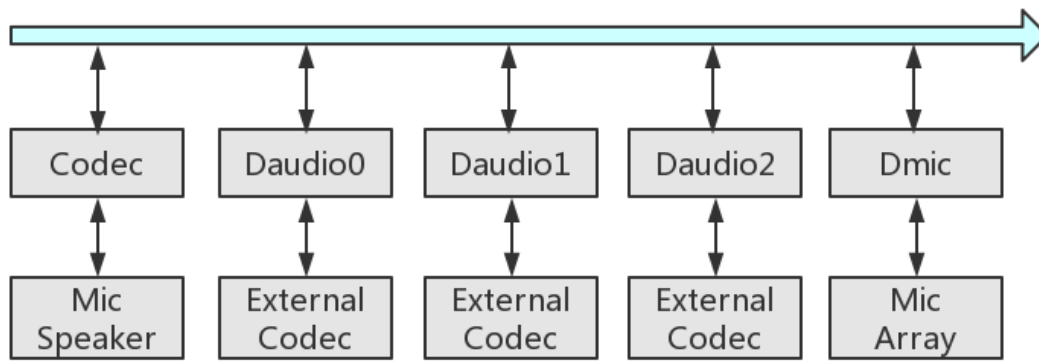 Codec
Daudio0
Daudio1
Daudio2
Dmic
Mic
Speaker
External
Codec
External
Codec
External
Codec
Mic
Array